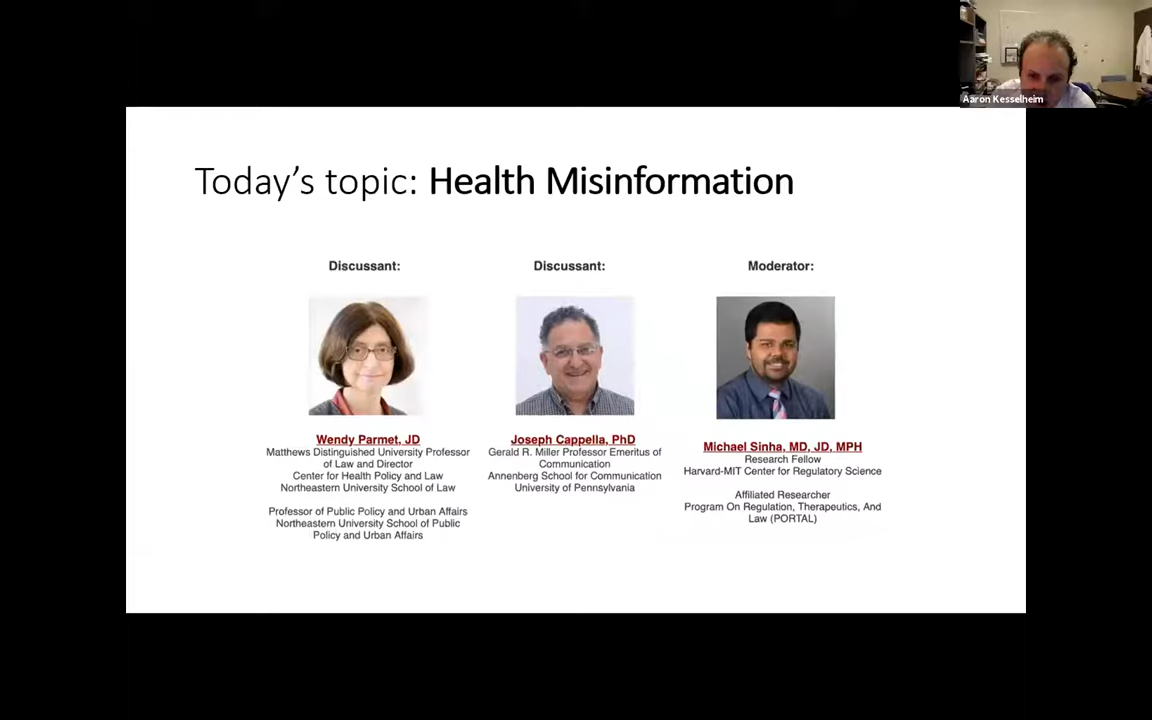 Aaron Kesselheim
Today's topic: Health Misinformation
Discussant:
Wendy Parmet, JD
Matthews Distinguished University Professor
of Law and Director
Center for Health Policy and Law
Northeastern University School of Law
Professor of Public Policy and Urban Affairs
Northeastern University School of Public
Policy and Urban Affairs
Discussant:
Joseph Cappella, PhD
Gerald R. Miller Professor Emeritus of
Communication
Annenberg School for Communication
University of Pennsylvania
Moderator:
Michael Sinha, MD, JD, MPH
Research Fellow
Harvard-MIT Center for Regulatory Science
Affiliated Researcher
Program On Regulation, Therapeutics, And
Law (PORTAL)